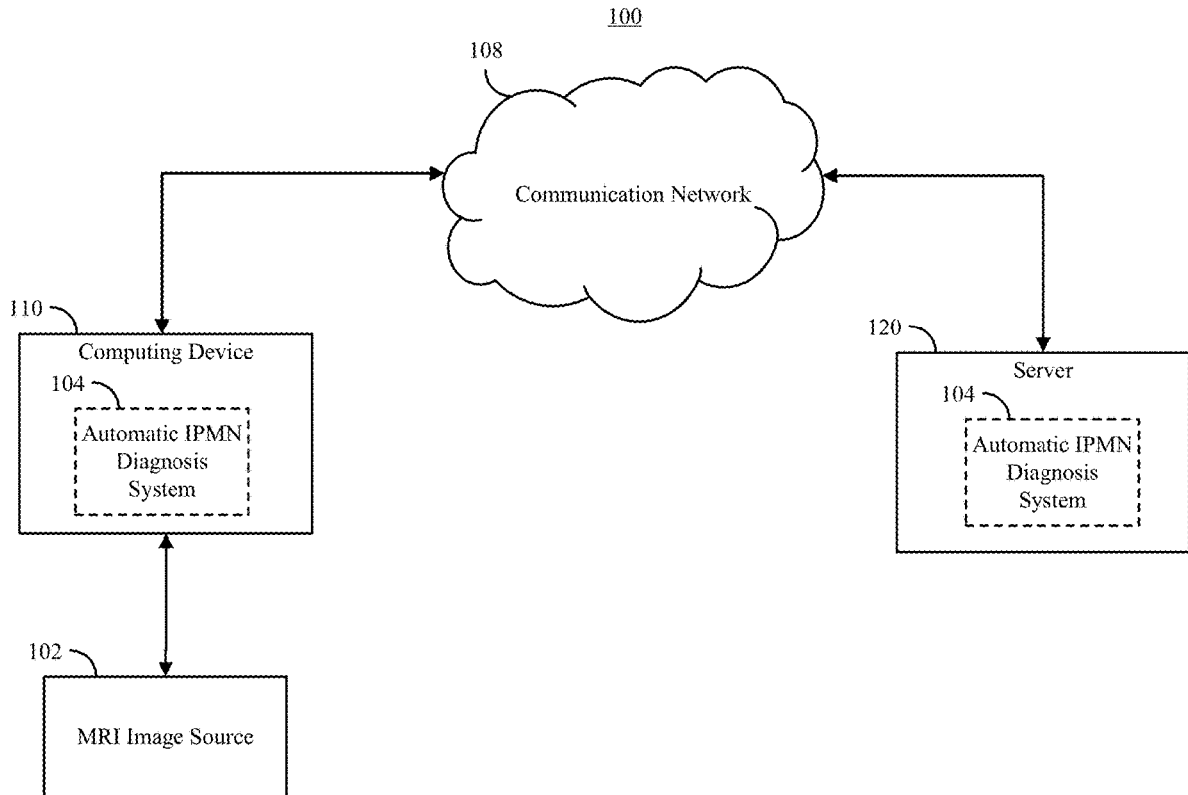 100
108
Communication Network
110
Computing Device
104
Automatic IPMN
Diagnosis
System
120
Server
104
Automatic IPMN
Diagnosis
System
102
MRI Image Source